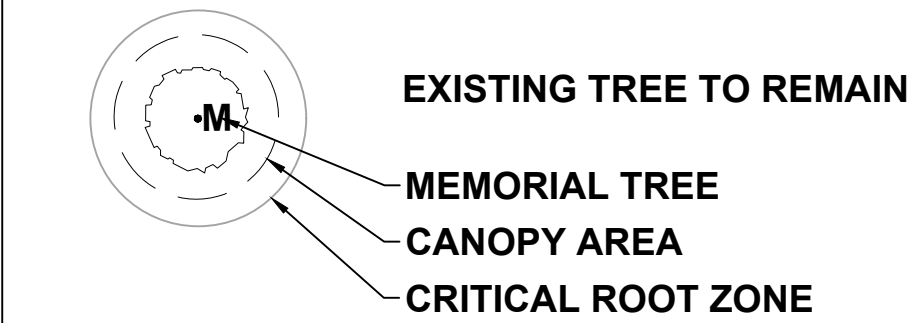 EXISTING TREE TO REMAIN
M
MEMORIAL TREE
CANOPY AREA
CRITICAL ROOT ZONE